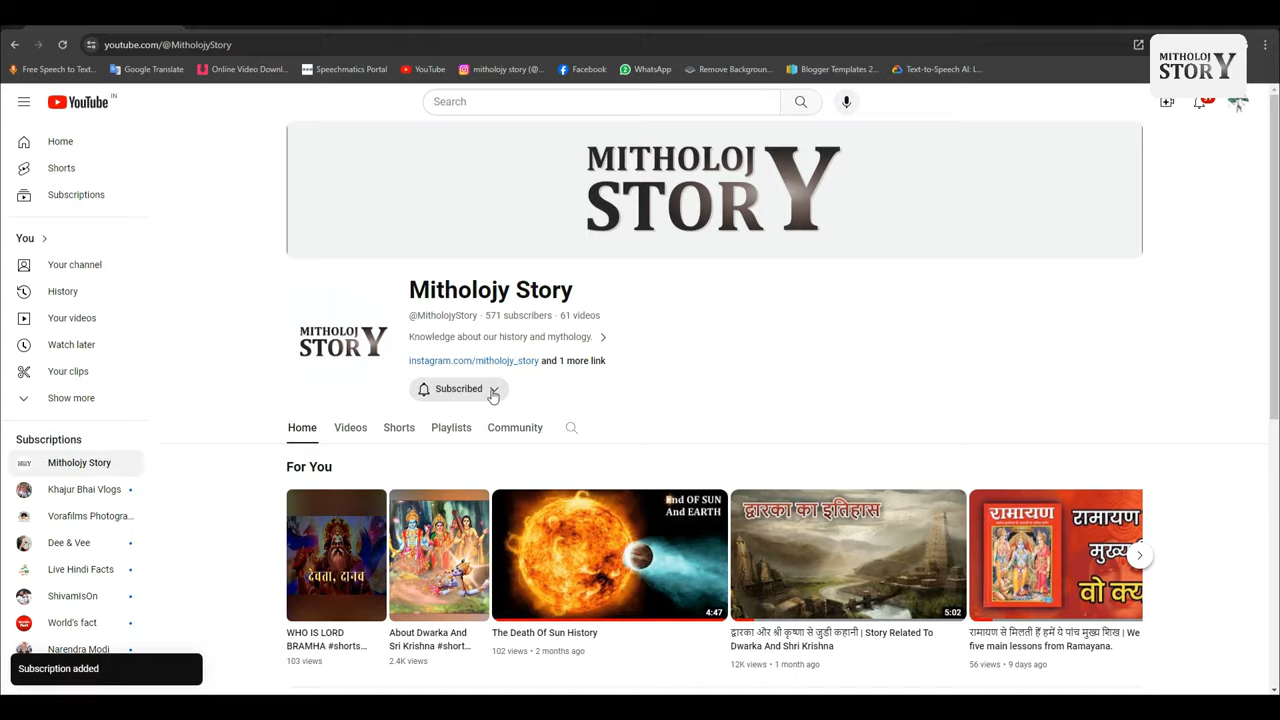 youtube.com/@MitholojyStory
MITHOLOJ
STORY
Free Speech to Text...
Google Translate
Online Video Downl...
Speechmatics Portal
YouTube
mitholojy story (@...
Facebook
WhatsApp
Remove Backgroun...
Blogger Templates 2...
Text-to-Speech AI: L...
YouTube IN
Search
Home
Shorts
Subscriptions
You
Your channel
History
Your videos
Watch later
Your clips
Show more
Subscriptions
Mitholojy Story
Khajur Bhai Vlogs
Vorafilms Photogra...
Dee & Vee
Live Hindi Facts
ShivamIsOn
World's fact
Narendra Modi
Subscription added
MITHOLOJ
STORY
MITHOLOJ
STORY
Mitholojy Story
@MitholojyStory · 571 subscribers · 61 videos
Knowledge about our history and mythology.
instagram.com/mitholojy_story and 1 more link
Subscribed
Home Videos Shorts Playlists Community
For You
देवता, दानव
WHO IS LORD
BRAMHA #shorts...
103 views
About Dwarka And
Sri Krishna #short...
2.4K views
End OF SUN
And EARTH
4:47
The Death Of Sun History
102 views • 2 months ago
द्वारका का इतिहास
5:02
द्वारका और श्री कृष्णा से जुडी कहानी | Story Related To
Dwarka And Shri Krishna
12K views • 1 month ago
रामायण
रामायण
मुख्य
वो क्य
रामायण से मिलती हें हमें ये पांच मुख्य शिख | We
five main lessons from Ramayana.
56 views • 9 days ago